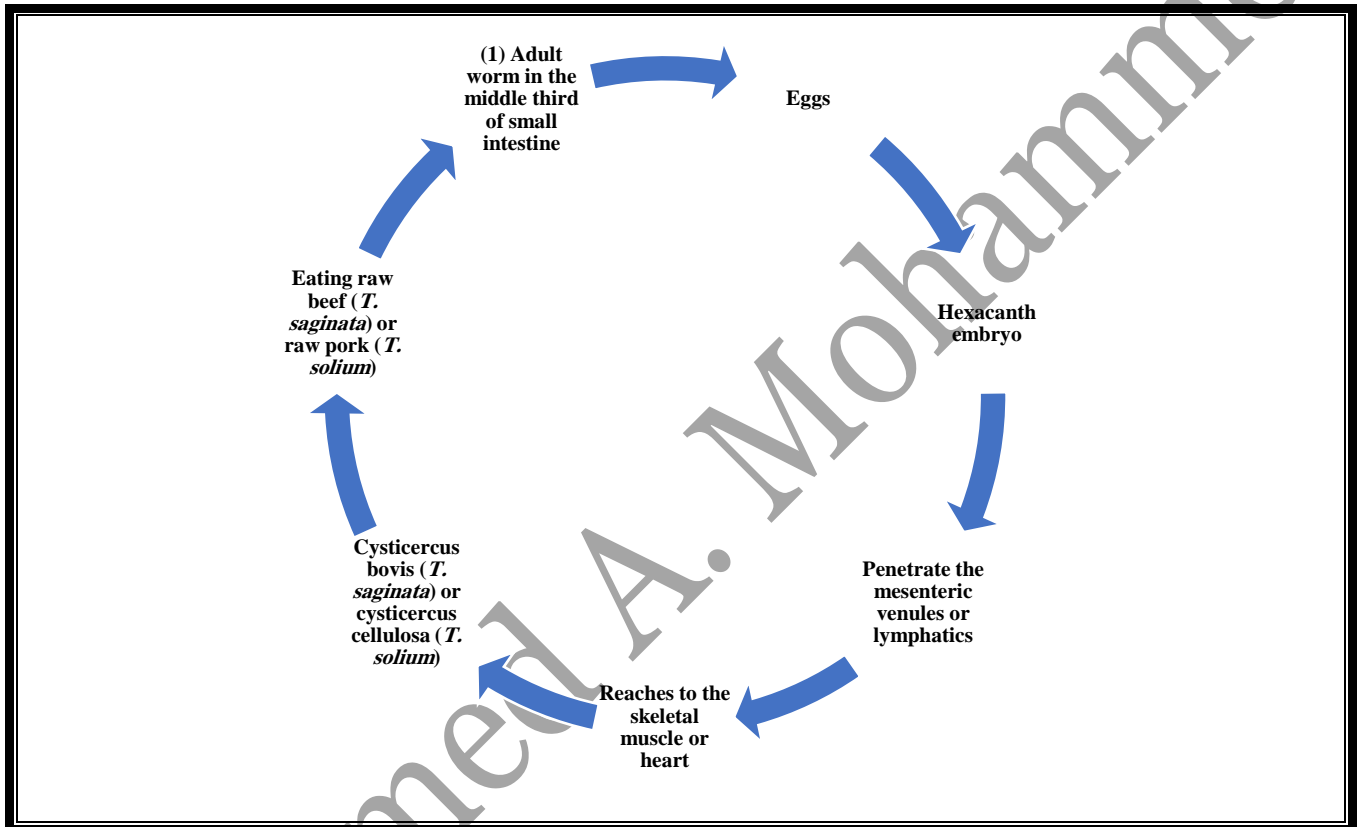 (1) Adult
worm in the
middle third
of small
intestine
Eggs
Hexacanth
embryo
Penetrate the
mesenteric
venules or
lymphatics
Reaches to the
skeletal
muscle or
heart
Cysticercus
bovis (T.
saginata) or
cysticercus
cellulosa (T.
solium)
Eating raw
beef (T.
saginata) or
raw pork (T.
solium)
A.